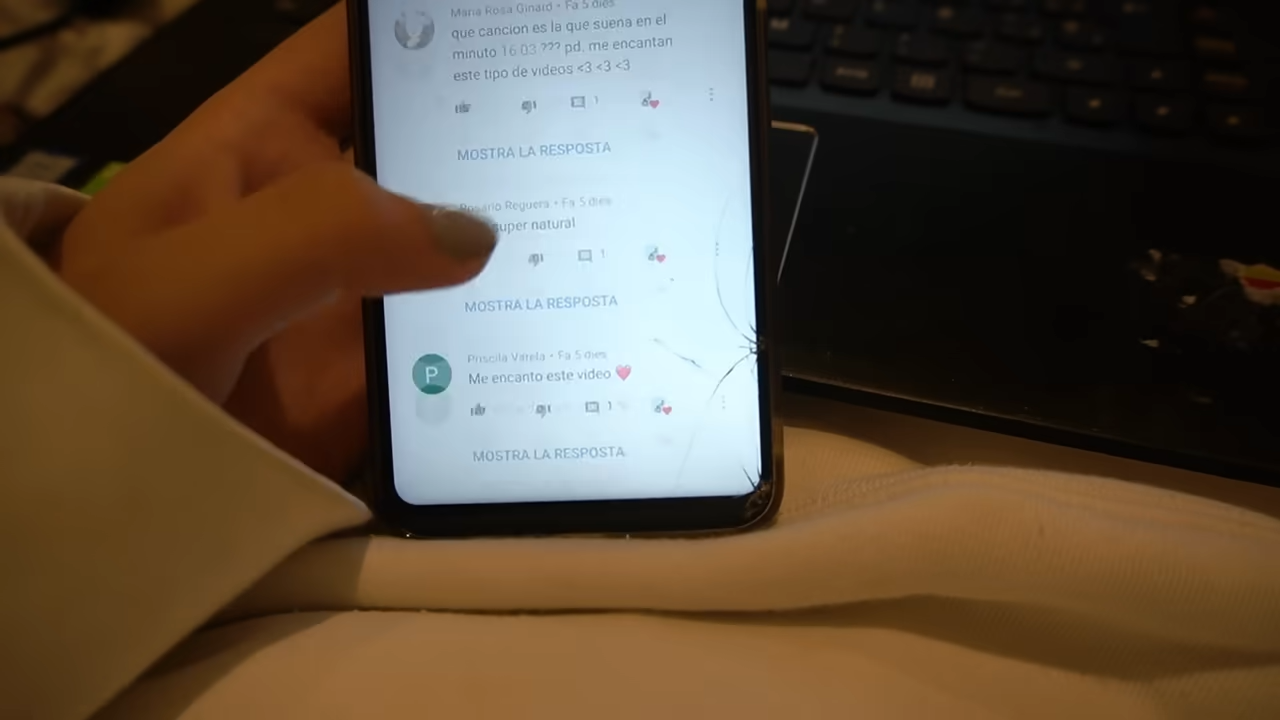 Maria Rosa Ginard • Fa 5 dies
que cancion es la que suena en el
minuto 16:03 ??? pd, me encantan
este tipo de videos <3 <3 <3
1
MOSTRA LA RESPOSTA
Rosario Reguera • Fa 5 dies
super natural
1
MOSTRA LA RESPOSTA
P
Priscila Varela • Fa 5 dies
Me encanto este video ❤️
1
MOSTRA LA RESPOSTA